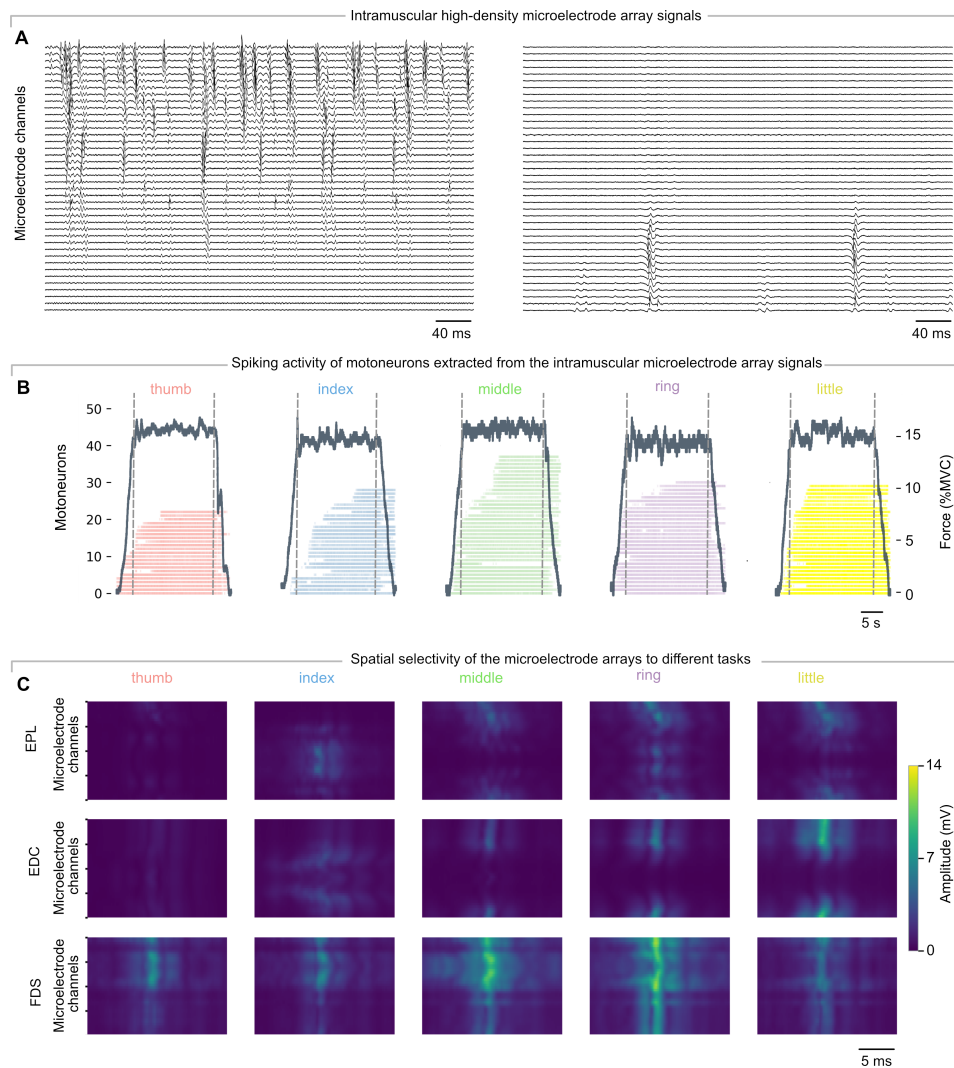 Intramuscular high-density microelectrode array signals
A
Microelectrode channels
40 ms
40 ms
Spiking activity of motoneurons extracted from the intramuscular microelectrode array signals
B
thumb
index
middle
ring
little
Motoneurons
50
40
30
20
10
0
15
10
5
0
Force (%MVC)
5 s
Spatial selectivity of the microelectrode arrays to different tasks
C
thumb
index
middle
ring
little
EPL
Microelectrode
channels
EDC
Microelectrode
channels
FDS
Microelectrode
channels
14
7
0
Amplitude (mV)
5 ms